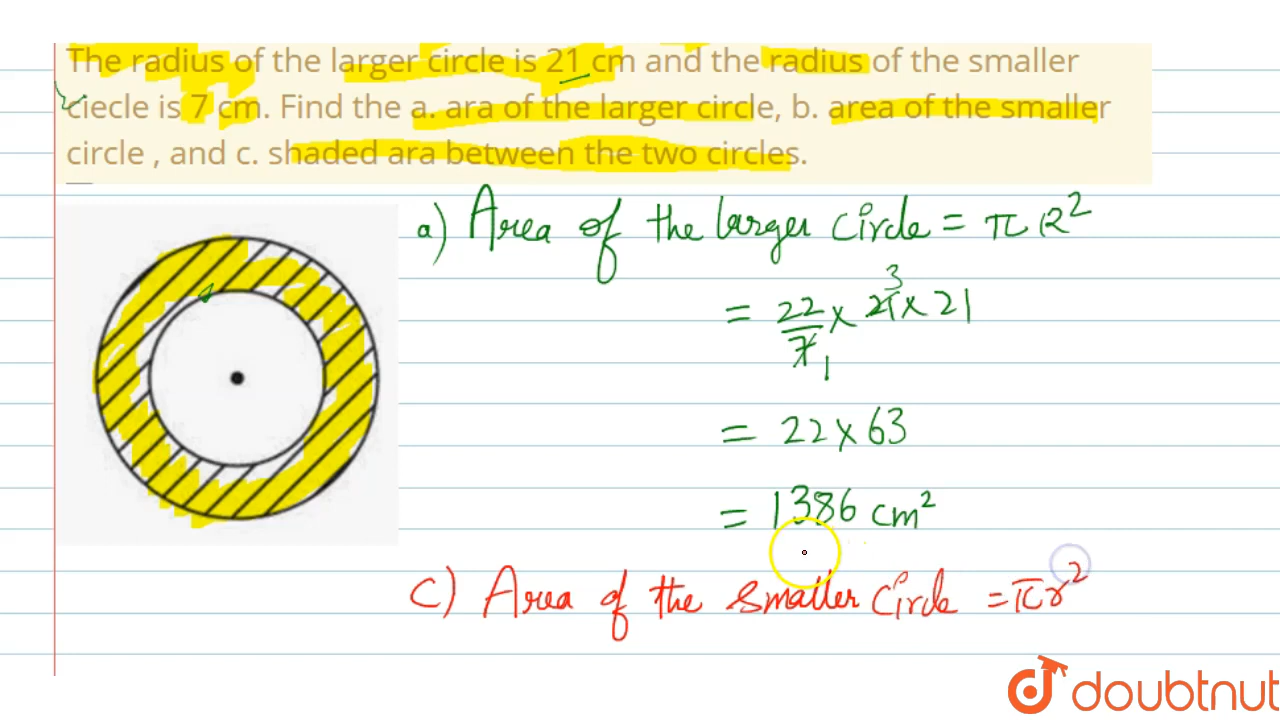 The radius of the larger circle is 21 cm and the radius of the smaller
ciecle is 7 cm. Find the a. ara of the larger circle, b. area of the smaller
circle , and c. shaded ara between the two circles.
a) Area of the larger circle = πR²
= 22/7 × 21 × 21
3
1
= 22 × 63
= 1386 cm²
C) Area of the smaller circle = πr²
doubtnut